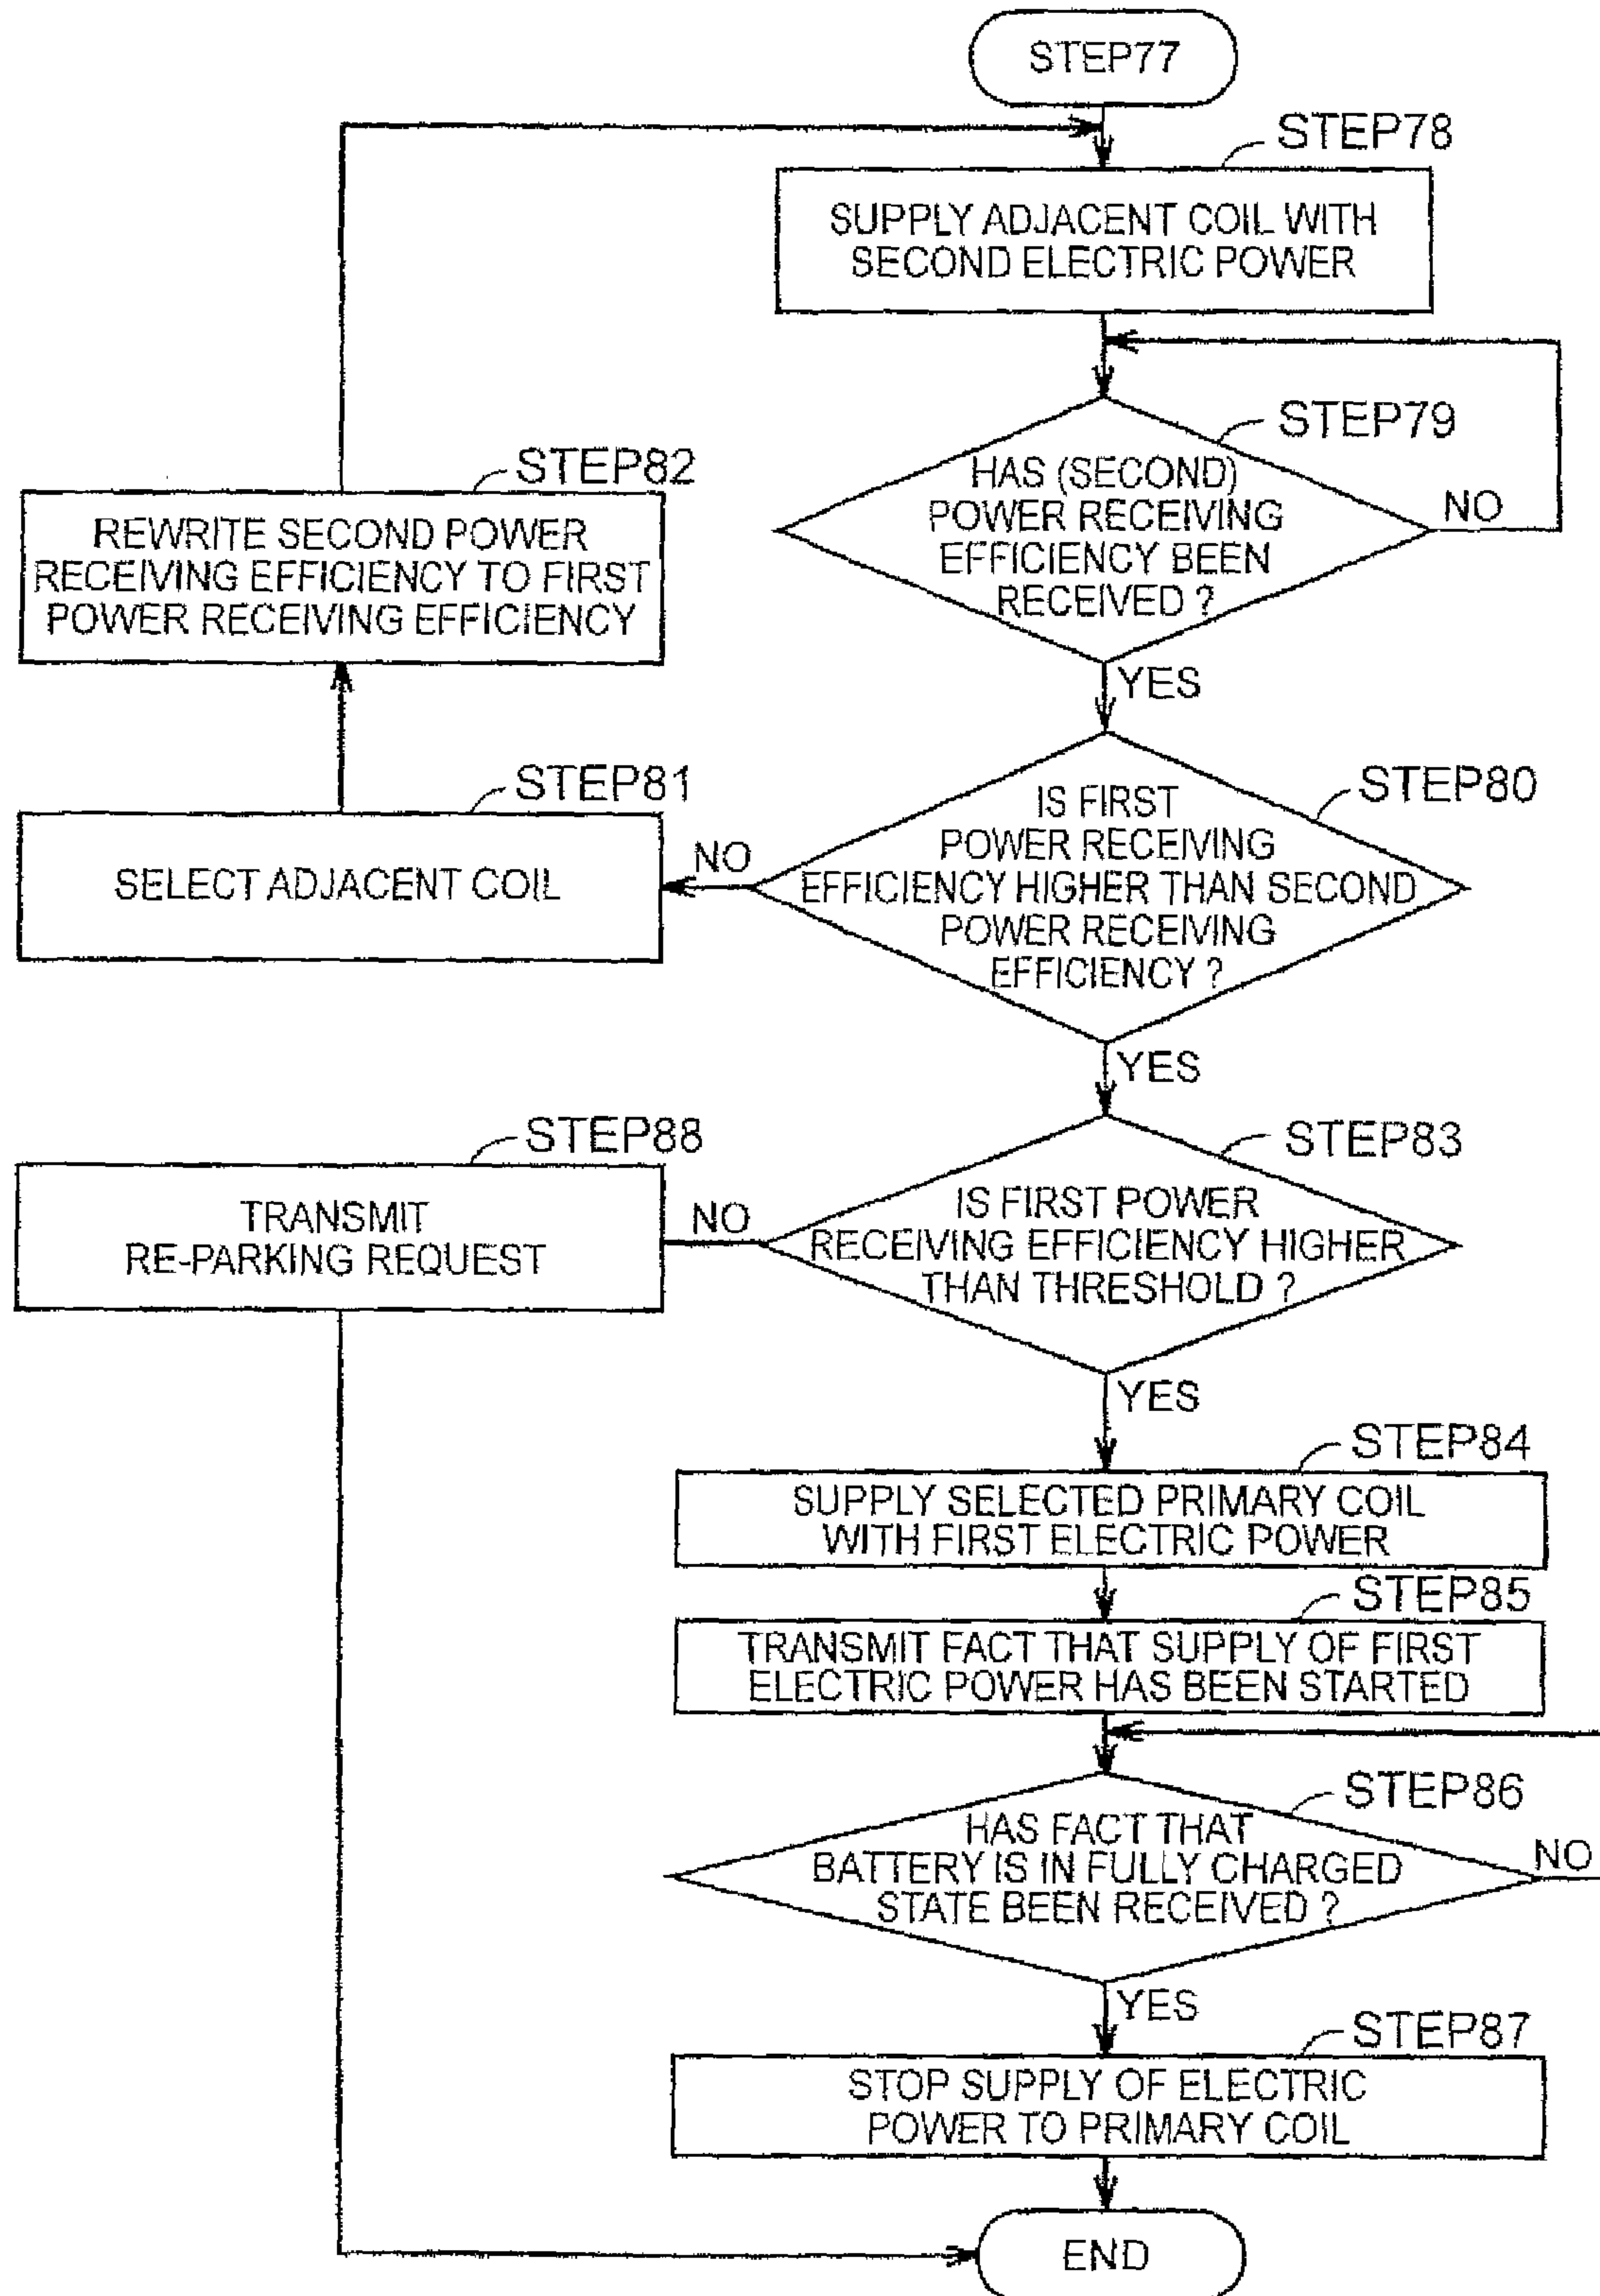 STEP77
STEP78
SUPPLY ADJACENT COIL WITH
SECOND ELECTRIC POWER
STEP79
HAS (SECOND)
POWER RECEIVING
EFFICIENCY BEEN
RECEIVED ?
NO
YES
STEP82
REWRITE SECOND POWER
RECEIVING EFFICIENCY TO FIRST
POWER RECEIVING EFFICIENCY
STEP80
IS FIRST
POWER RECEIVING
EFFICIENCY HIGHER THAN SECOND
POWER RECEIVING
EFFICIENCY ?
NO
YES
STEP81
SELECT ADJACENT COIL
STEP83
IS FIRST POWER
RECEIVING EFFICIENCY HIGHER
THAN THRESHOLD ?
NO
YES
STEP88
TRANSMIT
RE-PARKING REQUEST
STEP84
SUPPLY SELECTED PRIMARY COIL
WITH FIRST ELECTRIC POWER
STEP85
TRANSMIT FACT THAT SUPPLY OF FIRST
ELECTRIC POWER HAS BEEN STARTED
STEP86
HAS FACT THAT
BATTERY IS IN FULLY CHARGED
STATE BEEN RECEIVED ?
NO
YES
STEP87
STOP SUPPLY OF ELECTRIC
POWER TO PRIMARY COIL
END